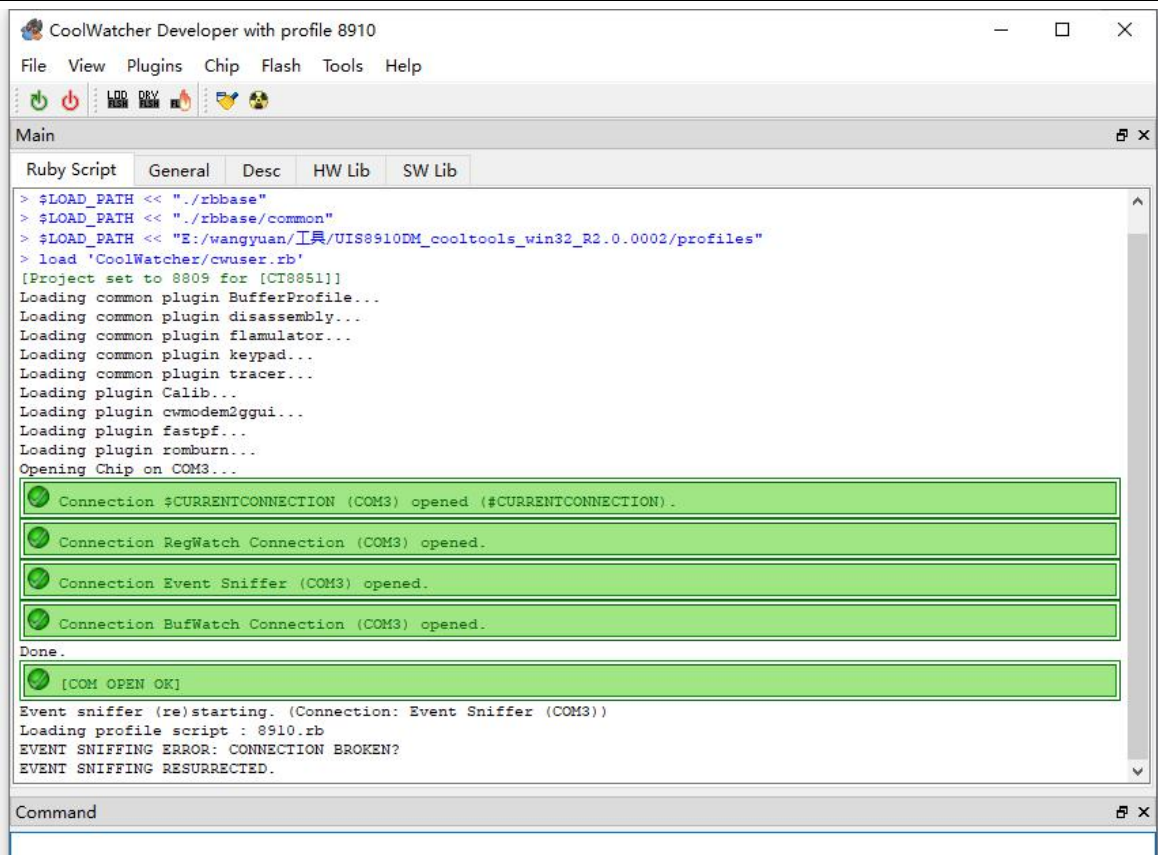 CoolWatcher Developer with profile 8910
File View Plugins Chip Flash Tools Help
LOD FLSH DRV FLSH FL
Main
Ruby Script General Desc HW Lib SW Lib
> $LOAD_PATH << "./rbbase"
> $LOAD_PATH << "./rbbase/common"
> $LOAD_PATH << "E:/wangyuan/工具/UIS8910DM_cooltools_win32_R2.0.0002/profiles"
> load 'CoolWatcher/cwuser.rb'
[Project set to 8809 for [CT8851]]
Loading common plugin BufferProfile...
Loading common plugin disassembly...
Loading common plugin flamulator...
Loading common plugin keypad...
Loading common plugin tracer...
Loading plugin Calib...
Loading plugin cwmodem2ggui...
Loading plugin fastpf...
Loading plugin romburn...
Opening Chip on COM3...
Connection $CURRENTCONNECTION (COM3) opened (#CURRENTCONNECTION).
Connection RegWatch Connection (COM3) opened.
Connection Event Sniffer (COM3) opened.
Connection BufWatch Connection (COM3) opened.
Done.
[COM OPEN OK]
Event sniffer (re)starting. (Connection: Event Sniffer (COM3))
Loading profile script : 8910.rb
EVENT SNIFFING ERROR: CONNECTION BROKEN?
EVENT SNIFFING RESURRECTED.
Command